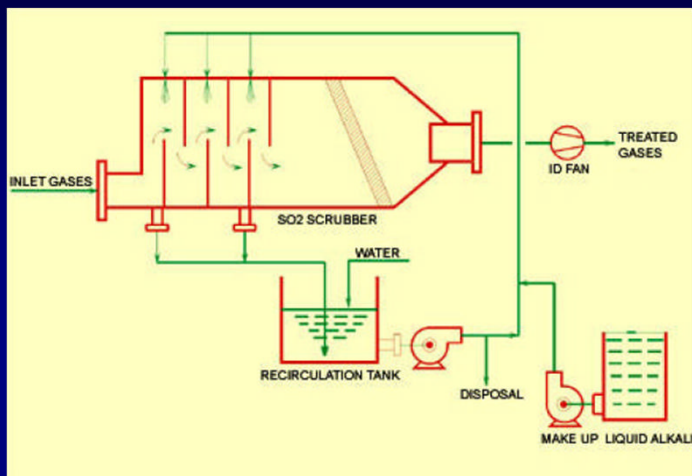 TREATED
GASES
ID FAN
INLET GASES
SO2 SCRUBBER
WATER
RECIRCULATION TANK
DISPOSAL
MAKE UP LIQUID ALKALI